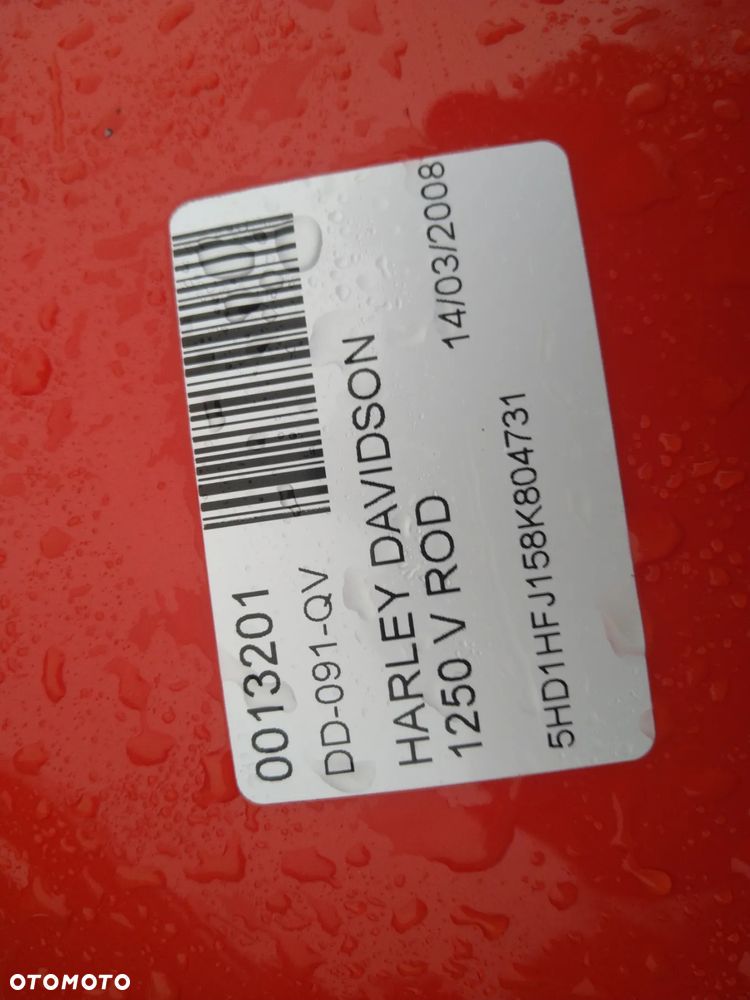 0013201
DD-091-QV
HARLEY DAVIDSON
1250 V ROD
14/03/2008
5HD1HFJ158K804731
OTOMOTO